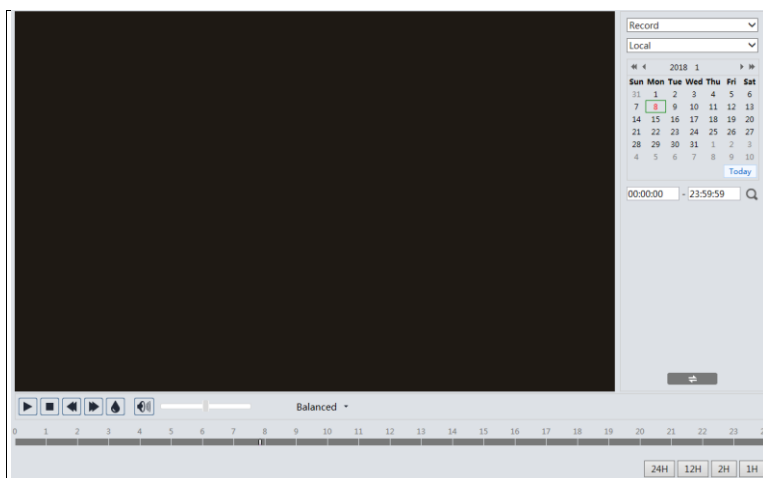 Record
Local
2018 1
Sun Mon Tue Wed Thu Fri Sat
31 1 2 3 4 5 6
7 8 9 10 11 12 13
14 15 16 17 18 19 20
21 22 23 24 25 26 27
28 29 30 31 1 2 3
4 5 6 7 8 9 10
Today
00:00:00 - 23:59:59
Balanced
0 1 2 3 4 5 6 7 8 9 10 11 12 13 14 15 16 17 18 19 20 21 22 23 2
24H 12H 2H 1H